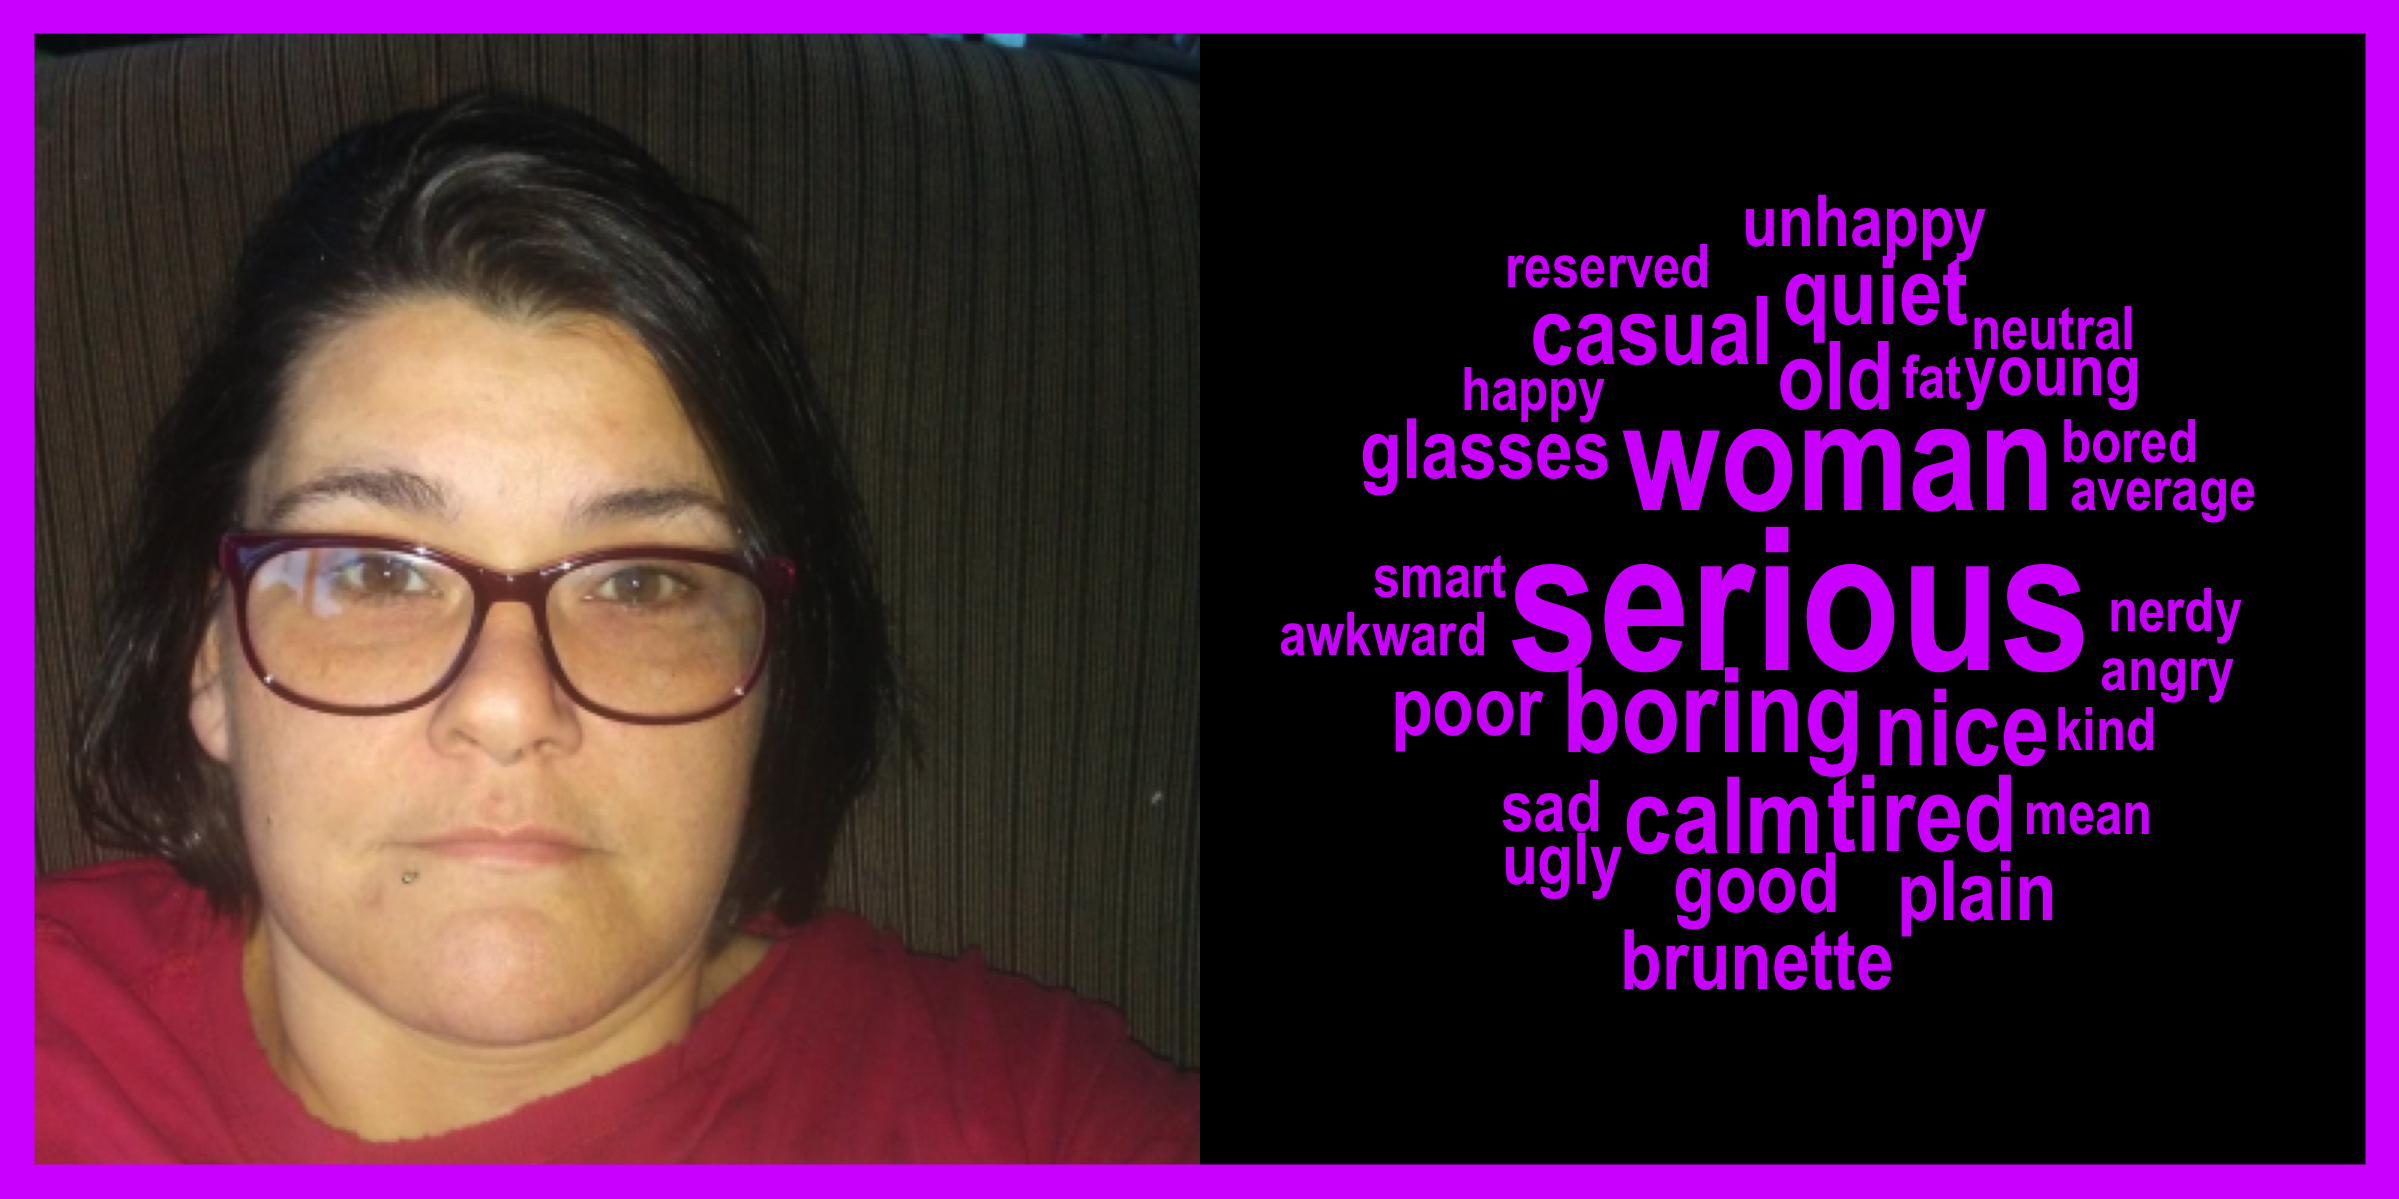 unhappy
reserved quiet
casual neutral
happy old fat young
glasses woman bored
average
smart serious nerdy
awkward angry
poor boring nice kind
sad calm tired mean
ugly good plain
brunette